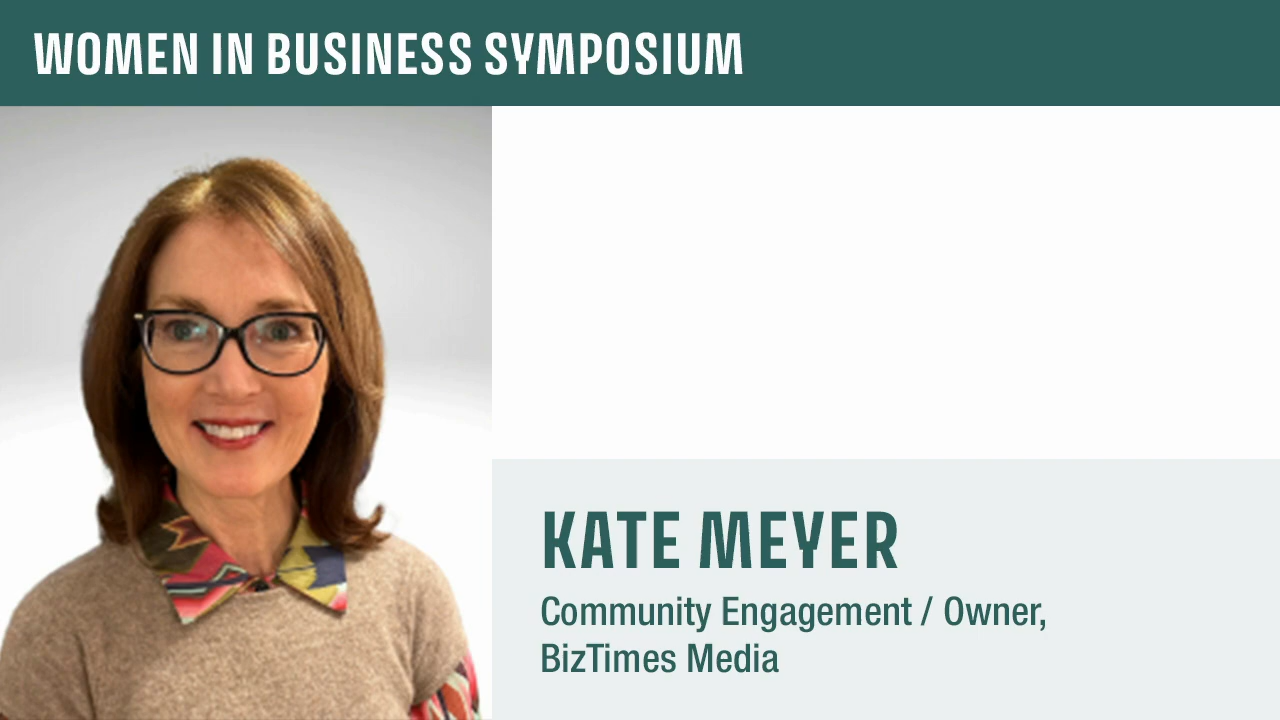 WOMEN IN BUSINESS SYMPOSIUM
KATE MEYER
Community Engagement / Owner,
BizTimes Media